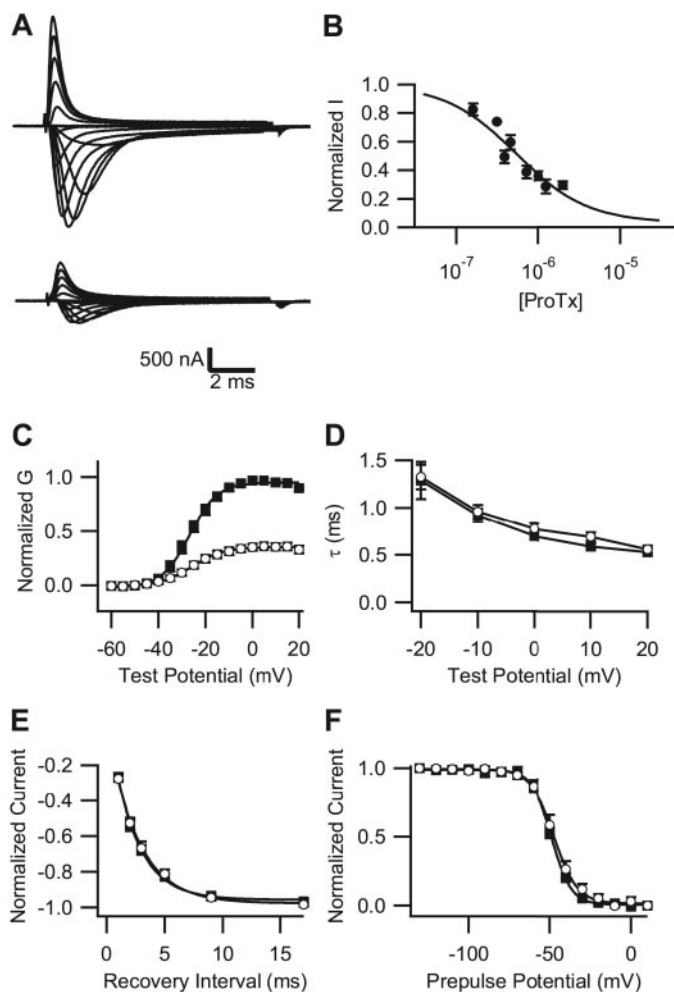 A
500 nA
2 ms
B
Normalized I
1.0
0.8
0.6
0.4
0.2
0.0
10-7
10-6
10-5
[ProTx]
C
Normalized G
1.0
0.5
0.0
-60 -40 -20 0 20
Test Potential (mV)
D
τ (ms)
1.5
1.0
0.5
0.0
-20 -10 0 10 20
Test Potential (mV)
E
Normalized Current
-0.2
-0.4
-0.6
-0.8
-1.0
0 5 10 15
Recovery Interval (ms)
F
Normalized Current
1.0
0.5
0.0
-100 -50 0
Prepulse Potential (mV)